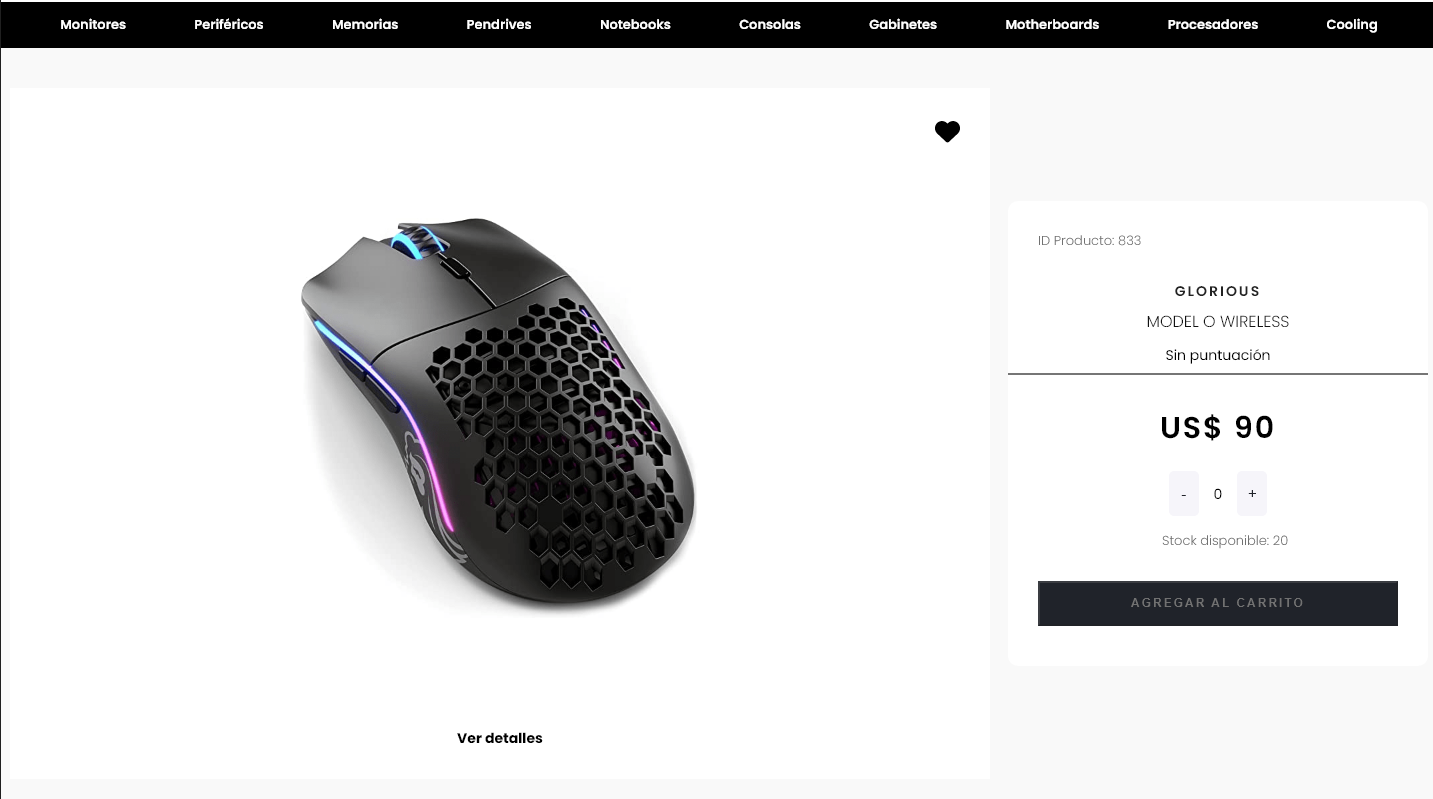 Monitores Periféricos Memorias Pendrives Notebooks Consolas Gabinetes Motherboards Procesadores Cooling
ID Producto: 833
GLORIOUS
MODEL O WIRELESS
Sin puntuación
US$ 90
- 0 +
Stock disponible: 20
AGREGAR AL CARRITO
Ver detalles